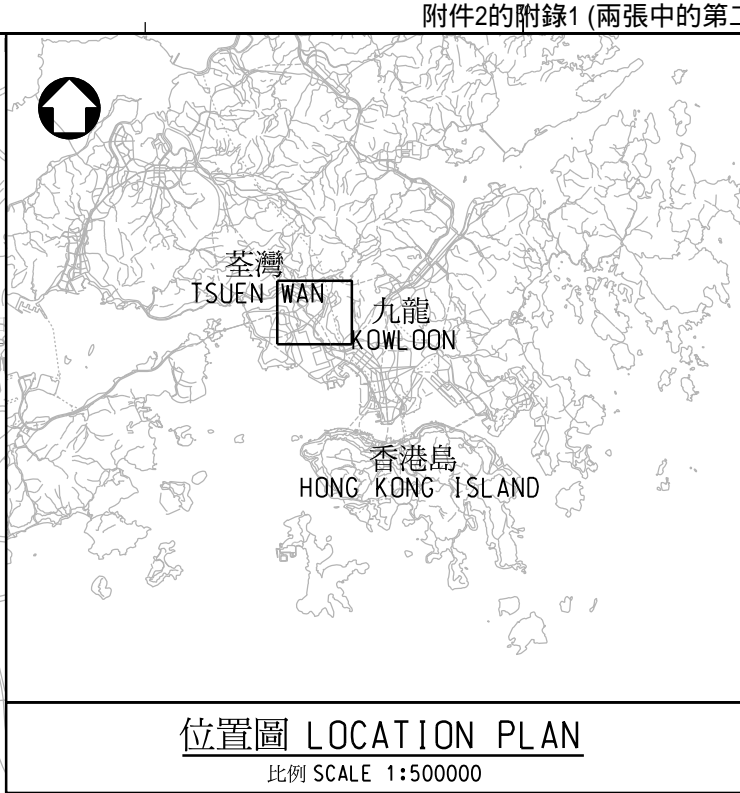 附件2的附錄1 (兩張中的第二
荃灣
TSUEN WAN
九龍
KOWLOON
香港島
HONG KONG ISLAND
位置圖 LOCATION PLAN
比例 SCALE 1:500000